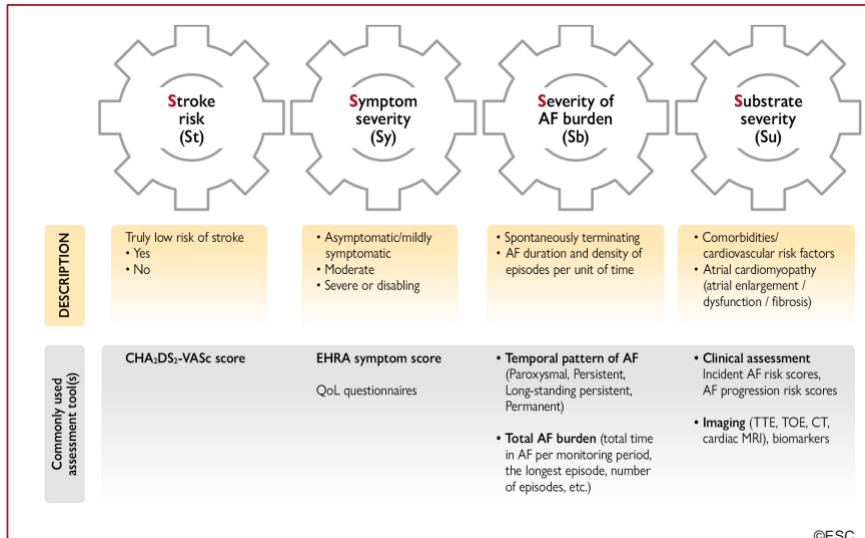 Stroke
risk
(St)
Symptom
severity
(Sy)
Severity of
AF burden
(Sb)
Substrate
severity
(Su)
DESCRIPTION
Truly low risk of stroke
• Yes
• No
• Asymptomatic/mildly
symptomatic
• Moderate
• Severe or disabling
• Spontaneously terminating
• AF duration and density of
episodes per unit of time
• Comorbidities/
cardiovascular risk factors
• Atrial cardiomyopathy
(atrial enlargement /
dysfunction / fibrosis)
Commonly used
assessment tool(s)
CHA₂DS₂-VASc score
EHRA symptom score
QoL questionnaires
• Temporal pattern of AF
(Paroxysmal, Persistent,
Long-standing persistent,
Permanent)
• Total AF burden (total time
in AF per monitoring period,
the longest episode, number
of episodes, etc.)
• Clinical assessment
Incident AF risk scores,
AF progression risk scores
• Imaging (TTE, TOE, CT,
cardiac MRI), biomarkers
©ESC